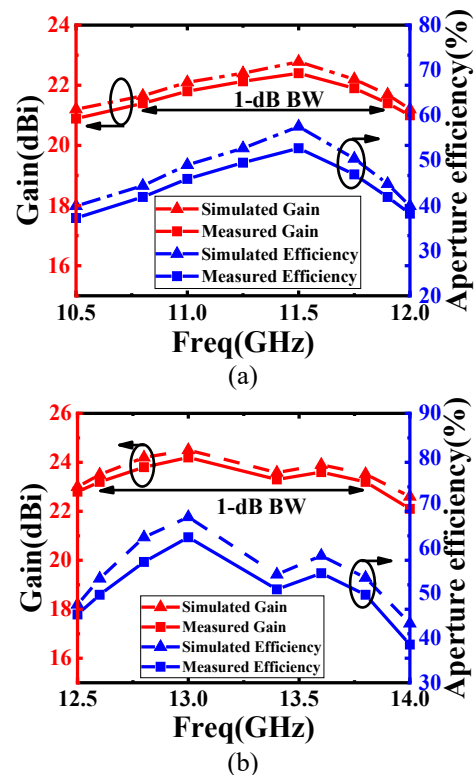 Gain(dBi)
24
22
20
18
16
80
70
60
50
40
30
20
Aperture efficiency(%)
1-dB BW
Simulated Gain
Measured Gain
Simulated Efficiency
Measured Efficiency
10.5 11.0 11.5 12.0
Freq(GHz)
(a)
Gain(dBi)
26
24
22
20
18
16
90
80
70
60
50
40
30
Aperture efficiency(%)
1-dB BW
Simulated Gain
Measured Gain
Simulated Efficiency
Measured Efficiency
12.5 13.0 13.5 14.0
Freq(GHz)
(b)